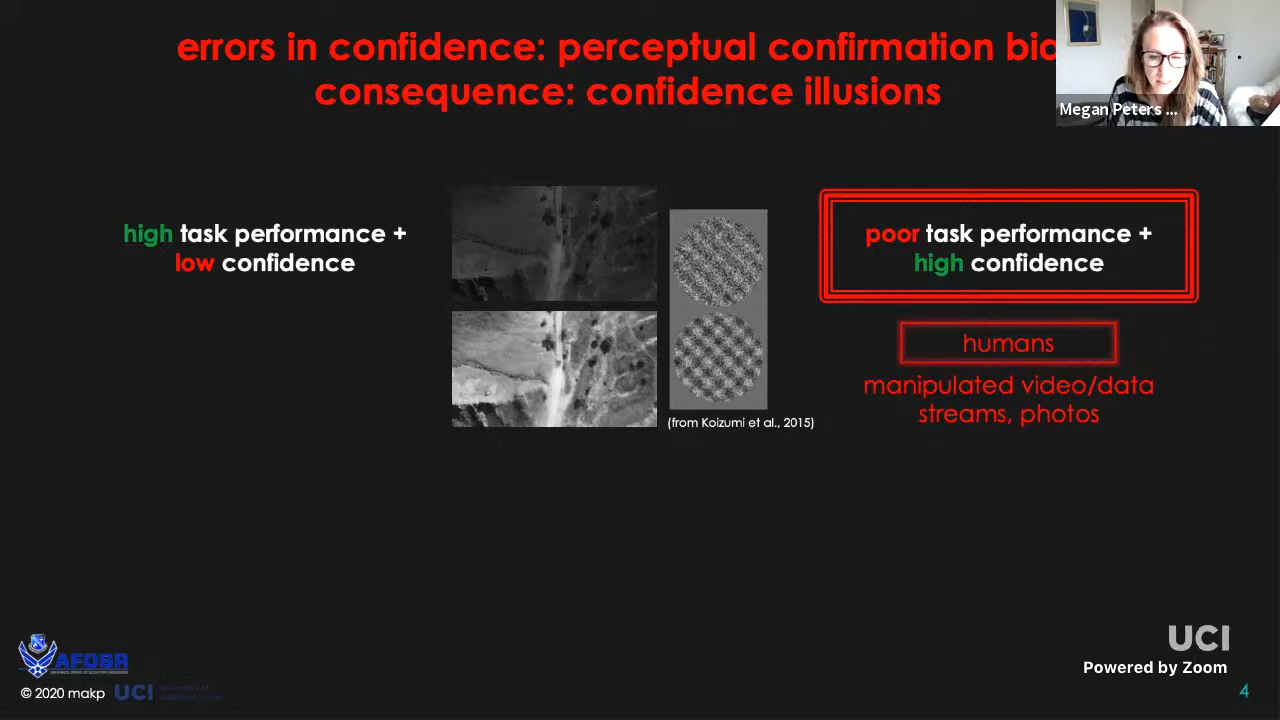 errors in confidence: perceptual confirmation
consequence: confidence illusions
Megan Peters ...
high task performance +
low confidence
poor task performance +
high confidence
humans
manipulated video/data
streams, photos
(from Koizumi et al., 2015)
AFOSR
UCI
Powered by Zoom
© 2020 makp
UCI
4